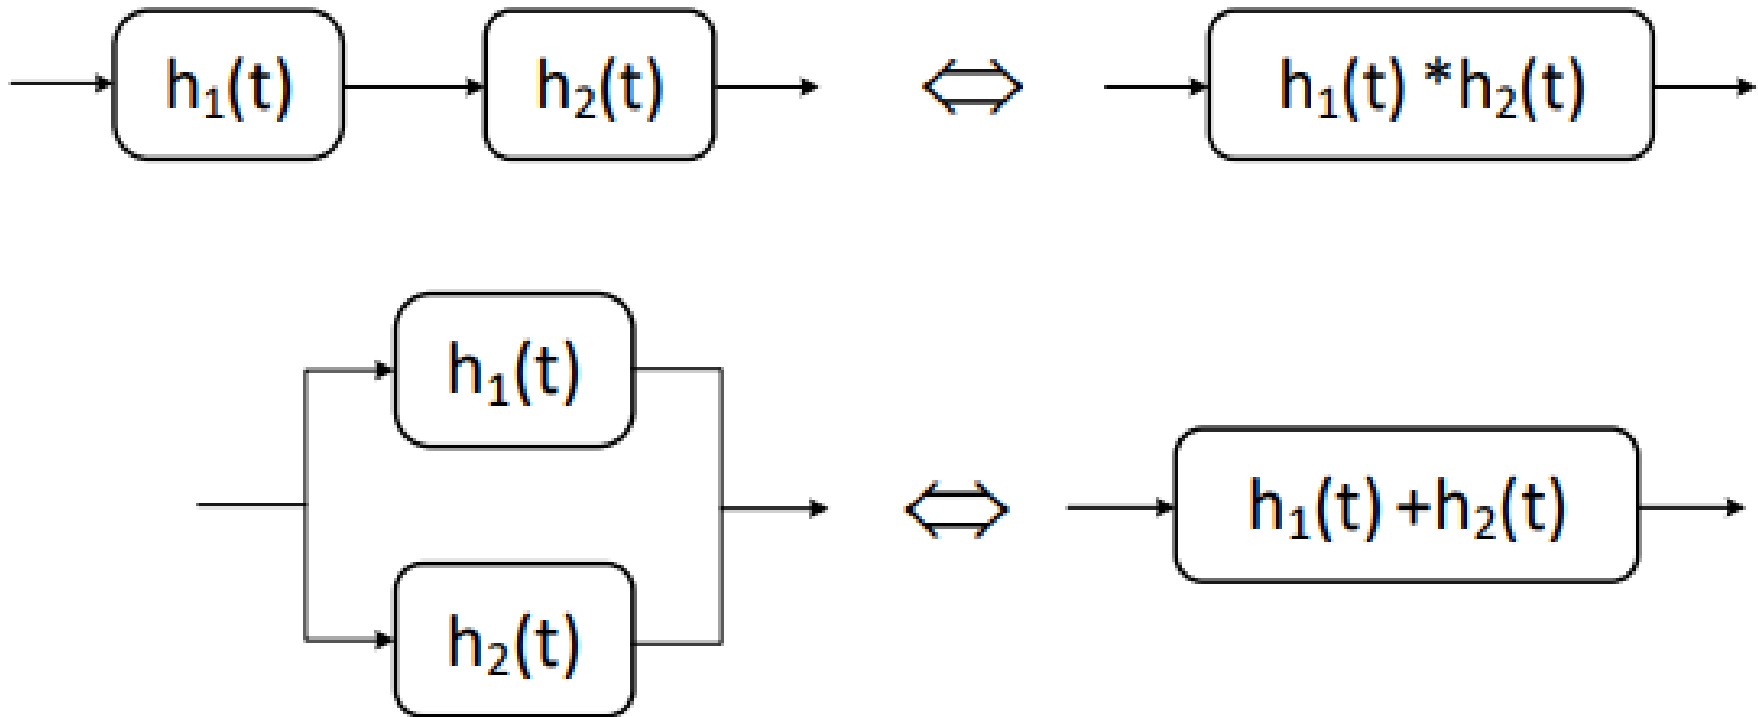 h₁(t) h₂(t) h₁(t) *h₂(t)
h₁(t)
h₁(t) +h₂(t)
h₂(t)